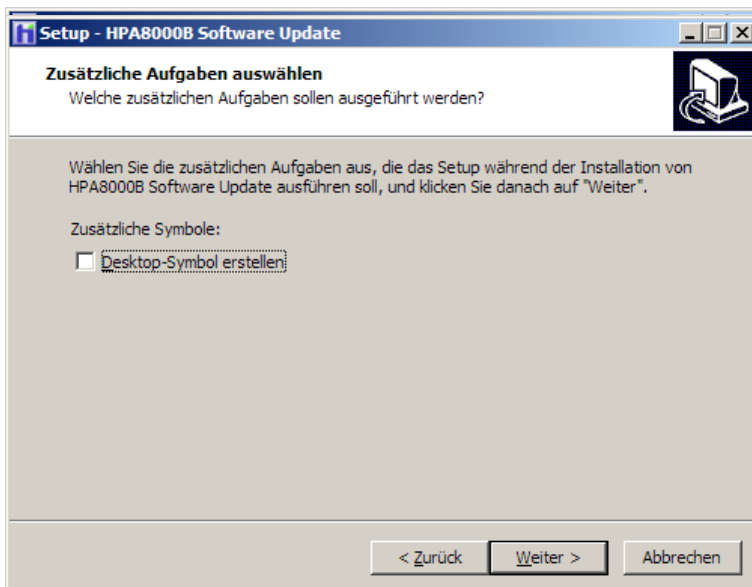 Setup - HPA8000B Software Update
Zusätzliche Aufgaben auswählen
Welche zusätzlichen Aufgaben sollen ausgeführt werden?
Wählen Sie die zusätzlichen Aufgaben aus, die das Setup während der Installation von
HPA8000B Software Update ausführen soll, und klicken Sie danach auf "Weiter".
Zusätzliche Symbole:
Desktop-Symbol erstellen
< Zurück
Weiter >
Abbrechen